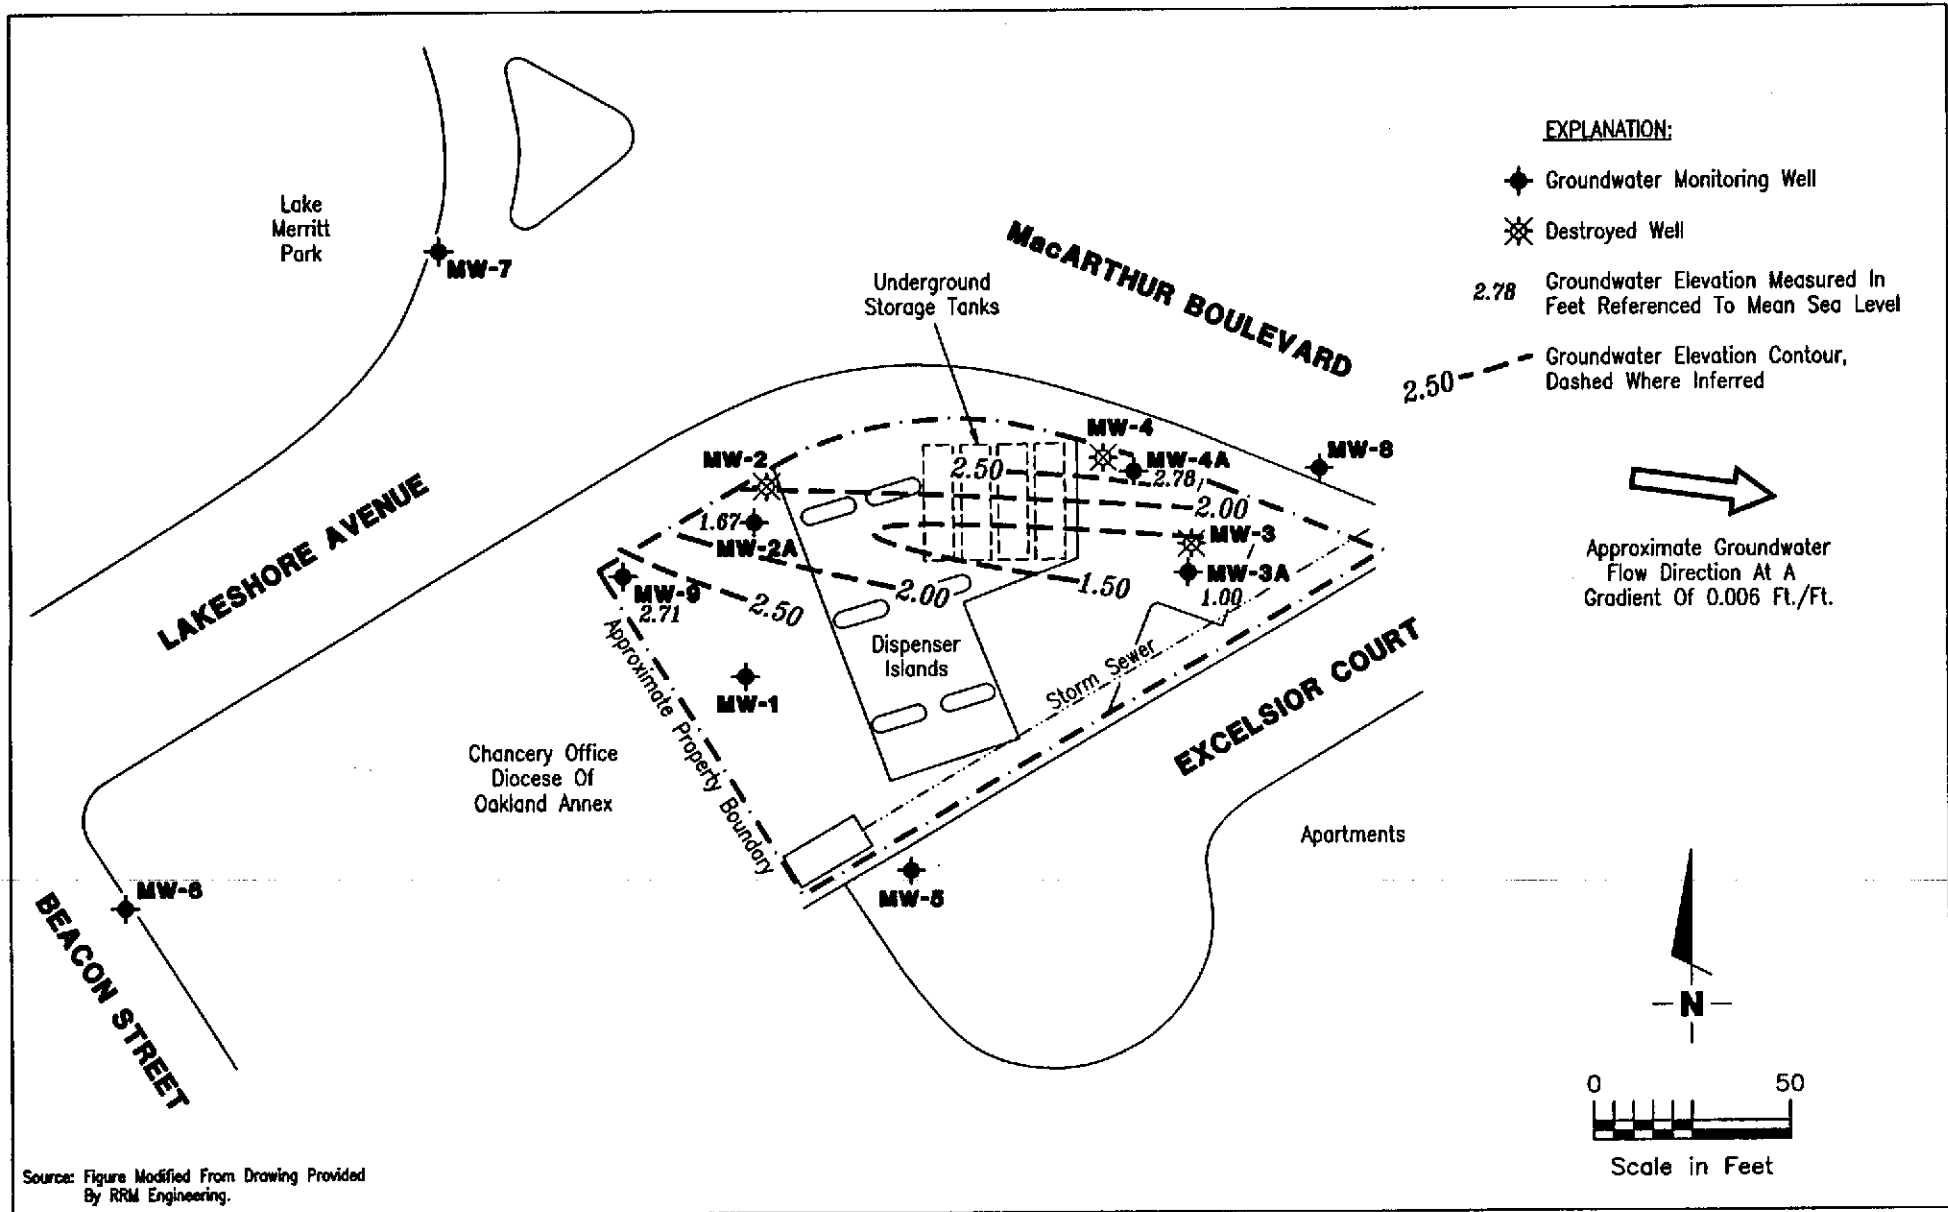 EXPLANATION:
Groundwater Monitoring Well
Destroyed Well
2.78
Groundwater Elevation Measured In
Feet Referenced To Mean Sea Level
2.50
Groundwater Elevation Contour,
Dashed Where Inferred
Lake
Merritt
Park
MW-7
MacARTHUR BOULEVARD
Underground
Storage Tanks
MW-4
MW-4A
2.78
MW-8
MW-2
2.50
2.00
1.67
MW-2A
MW-3
MW-3A
1.00
LAKESHORE AVENUE
MW-9
2.71
2.50
2.00
1.50
Approximate Groundwater
Flow Direction At A
Gradient Of 0.006 Ft./Ft.
Approximate Property Boundary
Dispenser
Islands
MW-1
Storm Sewer
EXCELSIOR COURT
Chancery Office
Diocese Of
Oakland Annex
Apartments
MW-6
MW-5
BEACON STREET
N
0 50
Scale in Feet
Source: Figure Modified From Drawing Provided
By RRM Engineering.